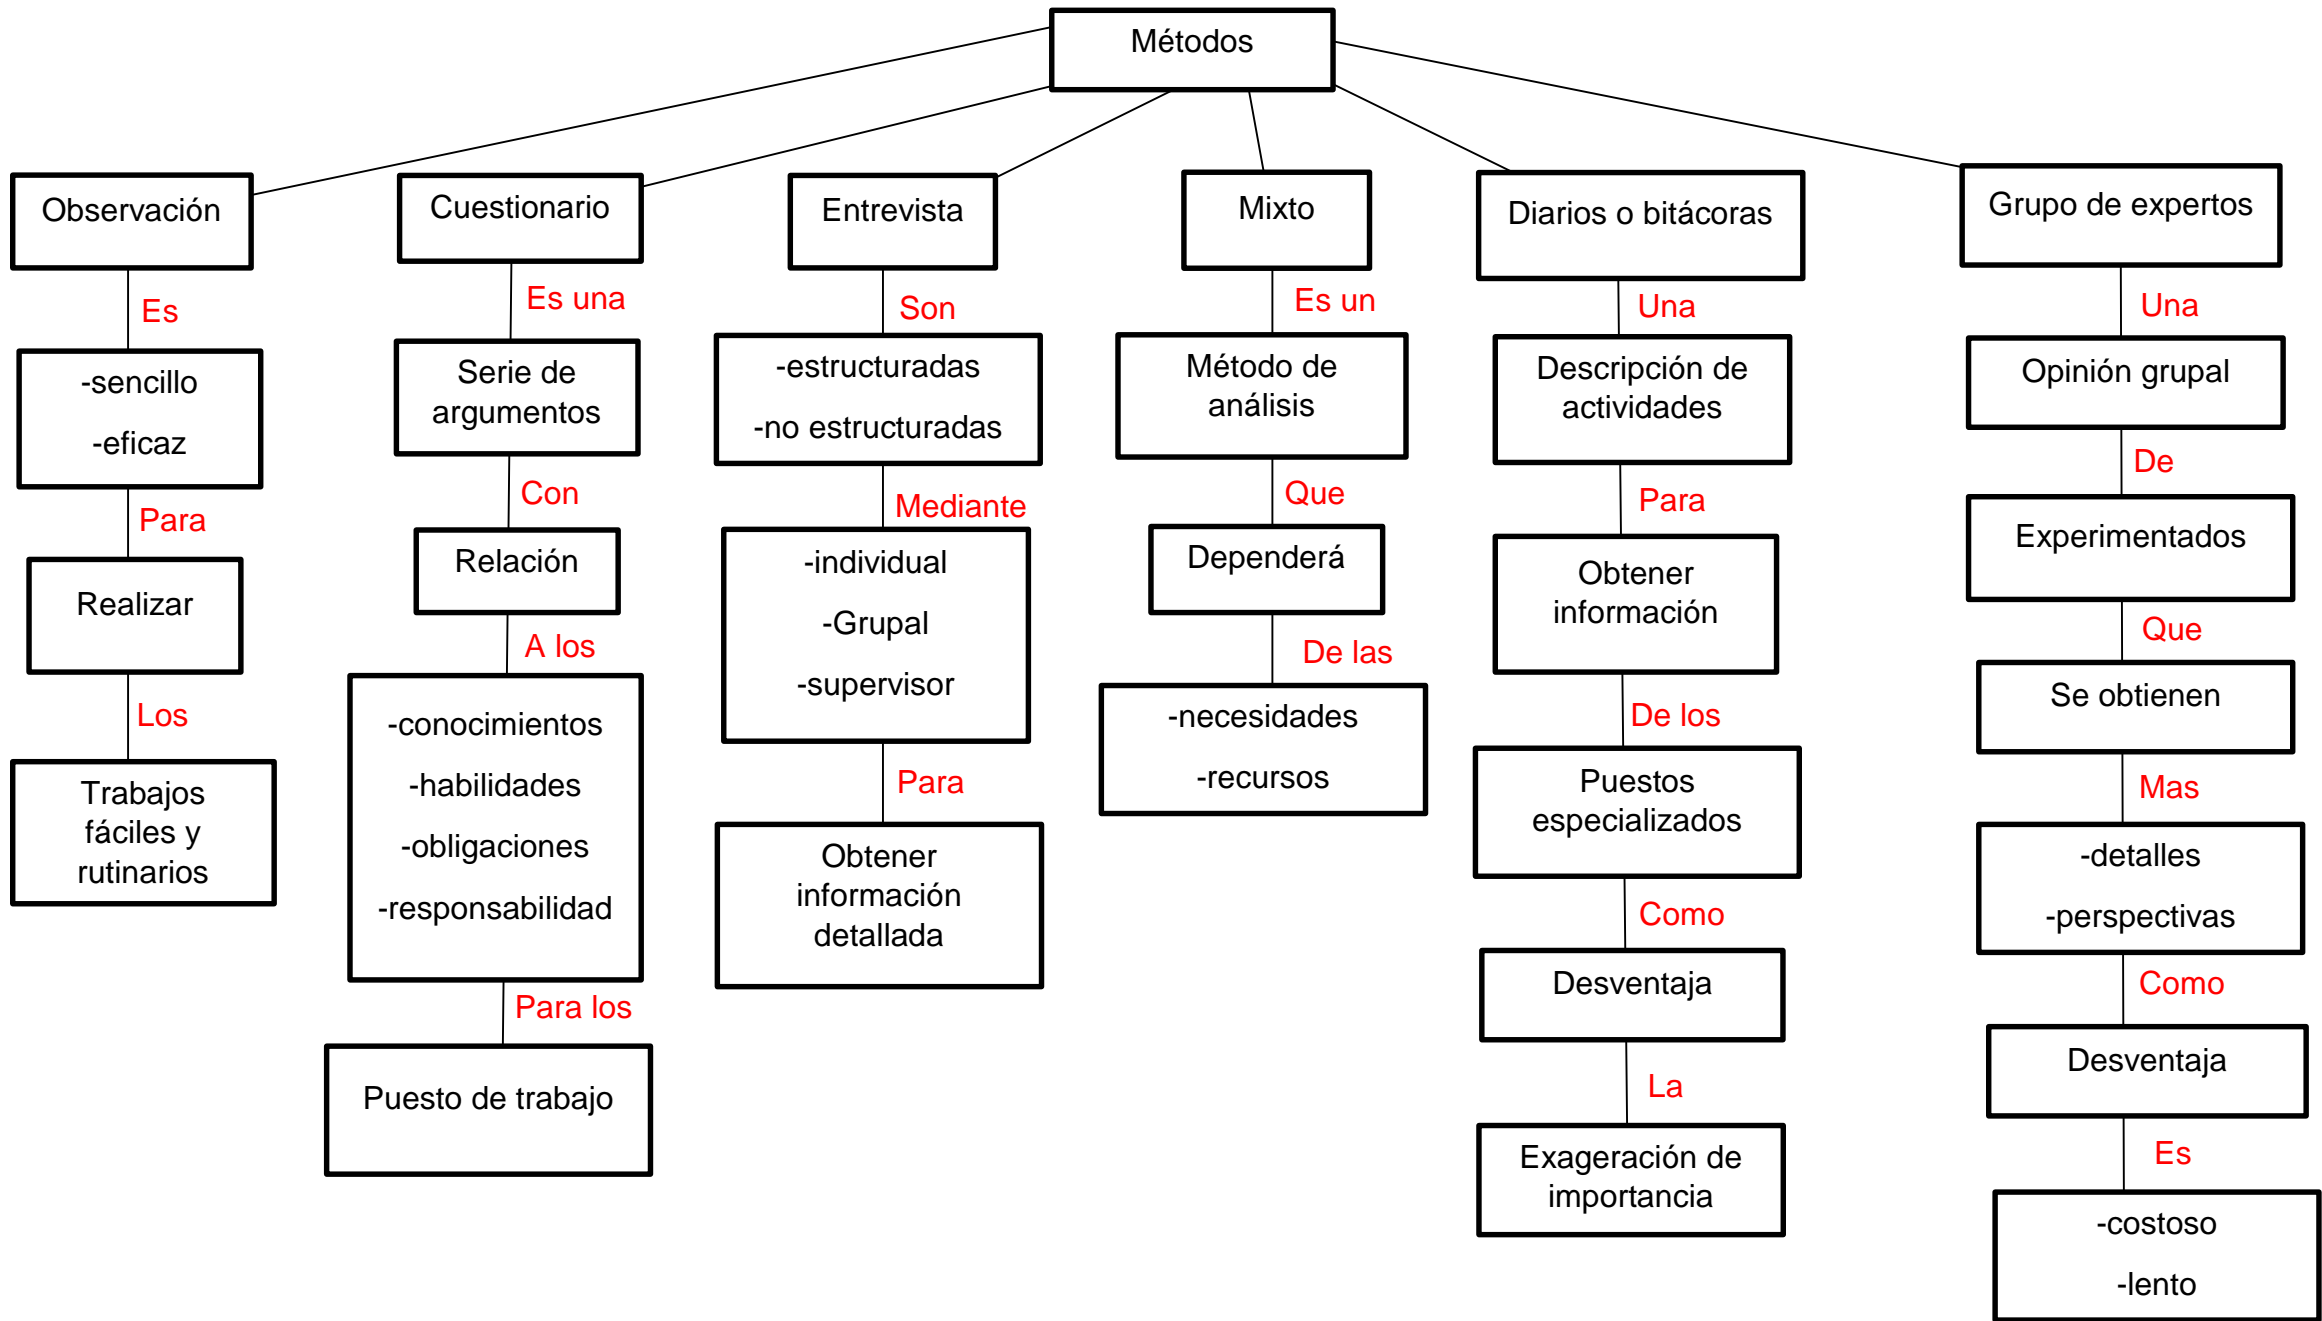 Métodos
Observación
Es
-sencillo
-eficaz
Para
Realizar
Los
Trabajos
fáciles y
rutinarios
Cuestionario
Es una
Serie de
argumentos
Con
Relación
A los
-conocimientos
-habilidades
-obligaciones
-responsabilidad
Para los
Puesto de trabajo
Entrevista
Son
-estructuradas
-no estructuradas
Mediante
-individual
-Grupal
-supervisor
Para
Obtener
información
detallada
Mixto
Es un
Método de
análisis
Que
Dependerá
De las
-necesidades
-recursos
Diarios o bitácoras
Una
Descripción de
actividades
Para
Obtener
información
De los
Puestos
especializados
Como
Desventaja
La
Exageración de
importancia
Grupo de expertos
Una
Opinión grupal
De
Experimentados
Que
Se obtienen
Mas
-detalles
-perspectivas
Como
Desventaja
Es
-costoso
-lento